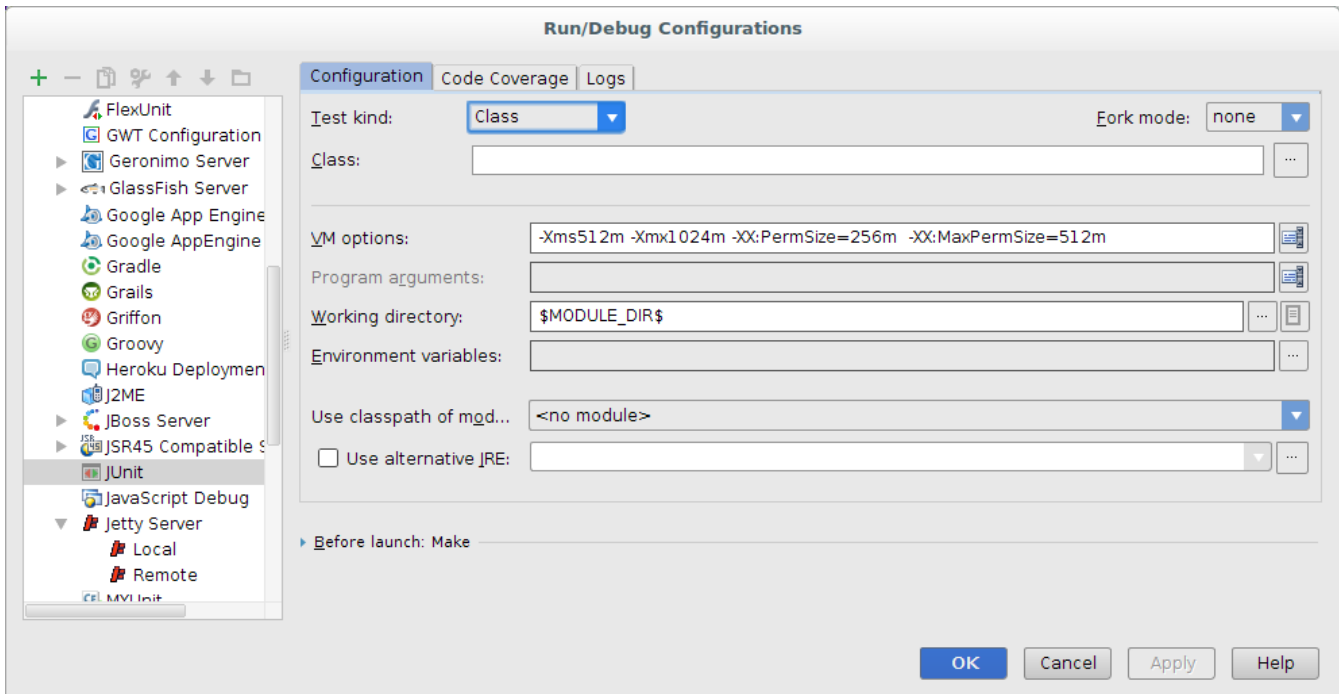 Run/Debug Configurations
FlexUnit
GWT Configuration
Geronimo Server
GlassFish Server
Google App Engine
Google AppEngine
Gradle
Grails
Griffon
Groovy
Heroku Deploymen
J2ME
JBoss Server
JSR45 Compatible S
JUnit
JavaScript Debug
Jetty Server
Local
Remote
MXUnit
Configuration Code Coverage Logs
Test kind: Class Fork mode: none
Class: ...
VM options: -Xms512m -Xmx1024m -XX:PermSize=256m -XX:MaxPermSize=512m
Program arguments:
Working directory: $MODULE_DIR$ ...
Environment variables: ...
Use classpath of mod... <no module>
Use alternative JRE: ...
Before launch: Make
OK Cancel Apply Help